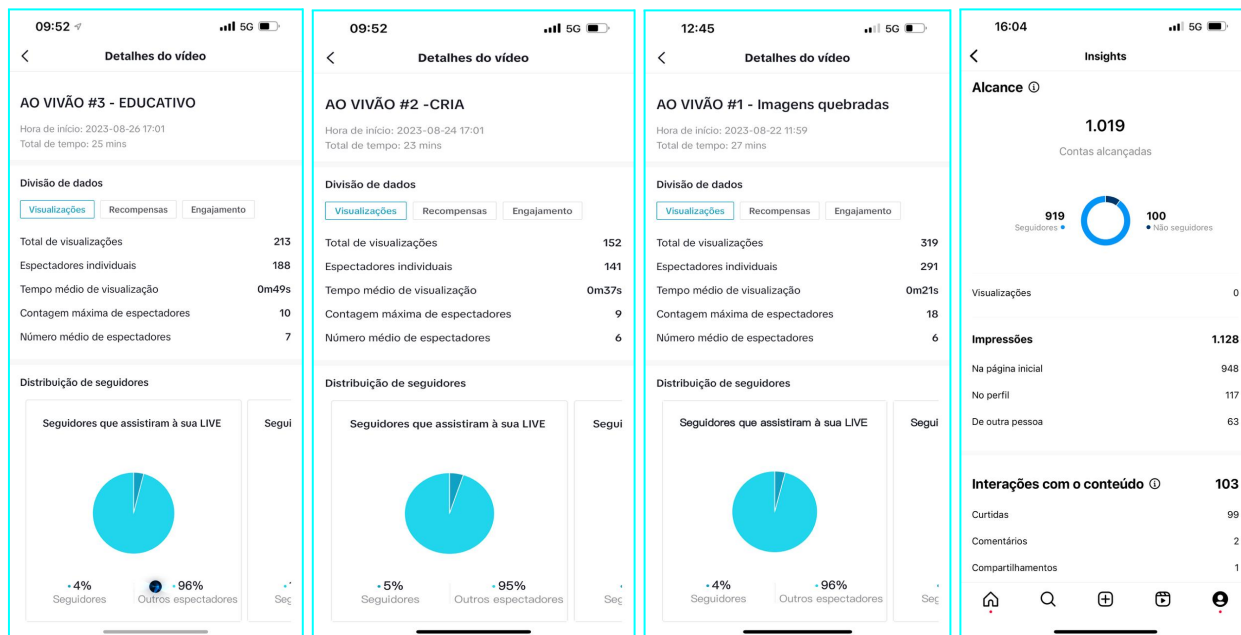 09:52
5G
Detalhes do vídeo
AO VIVÃO #3 - EDUCATIVO
Hora de início: 2023-08-26 17:01
Total de tempo: 25 mins
Divisão de dados
Visualizações Recompensas Engajamento
Total de visualizações 213
Espectadores individuais 188
Tempo médio de visualização 0m49s
Contagem máxima de espectadores 10
Número médio de espectadores 7
Distribuição de seguidores
Seguidores que assistiram à sua LIVE Segui
4% 96%
Seguidores Outros espectadores Seg
09:52
5G
Detalhes do vídeo
AO VIVÃO #2 -CRIA
Hora de início: 2023-08-24 17:01
Total de tempo: 23 mins
Divisão de dados
Visualizações Recompensas Engajamento
Total de visualizações 152
Espectadores individuais 141
Tempo médio de visualização 0m37s
Contagem máxima de espectadores 9
Número médio de espectadores 6
Distribuição de seguidores
Seguidores que assistiram à sua LIVE Segui
5% 95%
Seguidores Outros espectadores Seg
12:45
5G
Detalhes do vídeo
AO VIVÃO #1 - Imagens quebradas
Hora de início: 2023-08-22 11:59
Total de tempo: 27 mins
Divisão de dados
Visualizações Recompensas Engajamento
Total de visualizações 319
Espectadores individuais 291
Tempo médio de visualização 0m21s
Contagem máxima de espectadores 18
Número médio de espectadores 6
Distribuição de seguidores
Seguidores que assistiram à sua LIVE Segui
4% 96%
Seguidores Outros espectadores Seg
16:04
5G
Insights
Alcance
1.019
Contas alcançadas
919 100
Seguidores Não seguidores
Visualizações 0
Impressões 1.128
Na página inicial 948
No perfil 117
De outra pessoa 63
Interações com o conteúdo 103
Curtidas 99
Comentários 2
Compartilhamentos 1